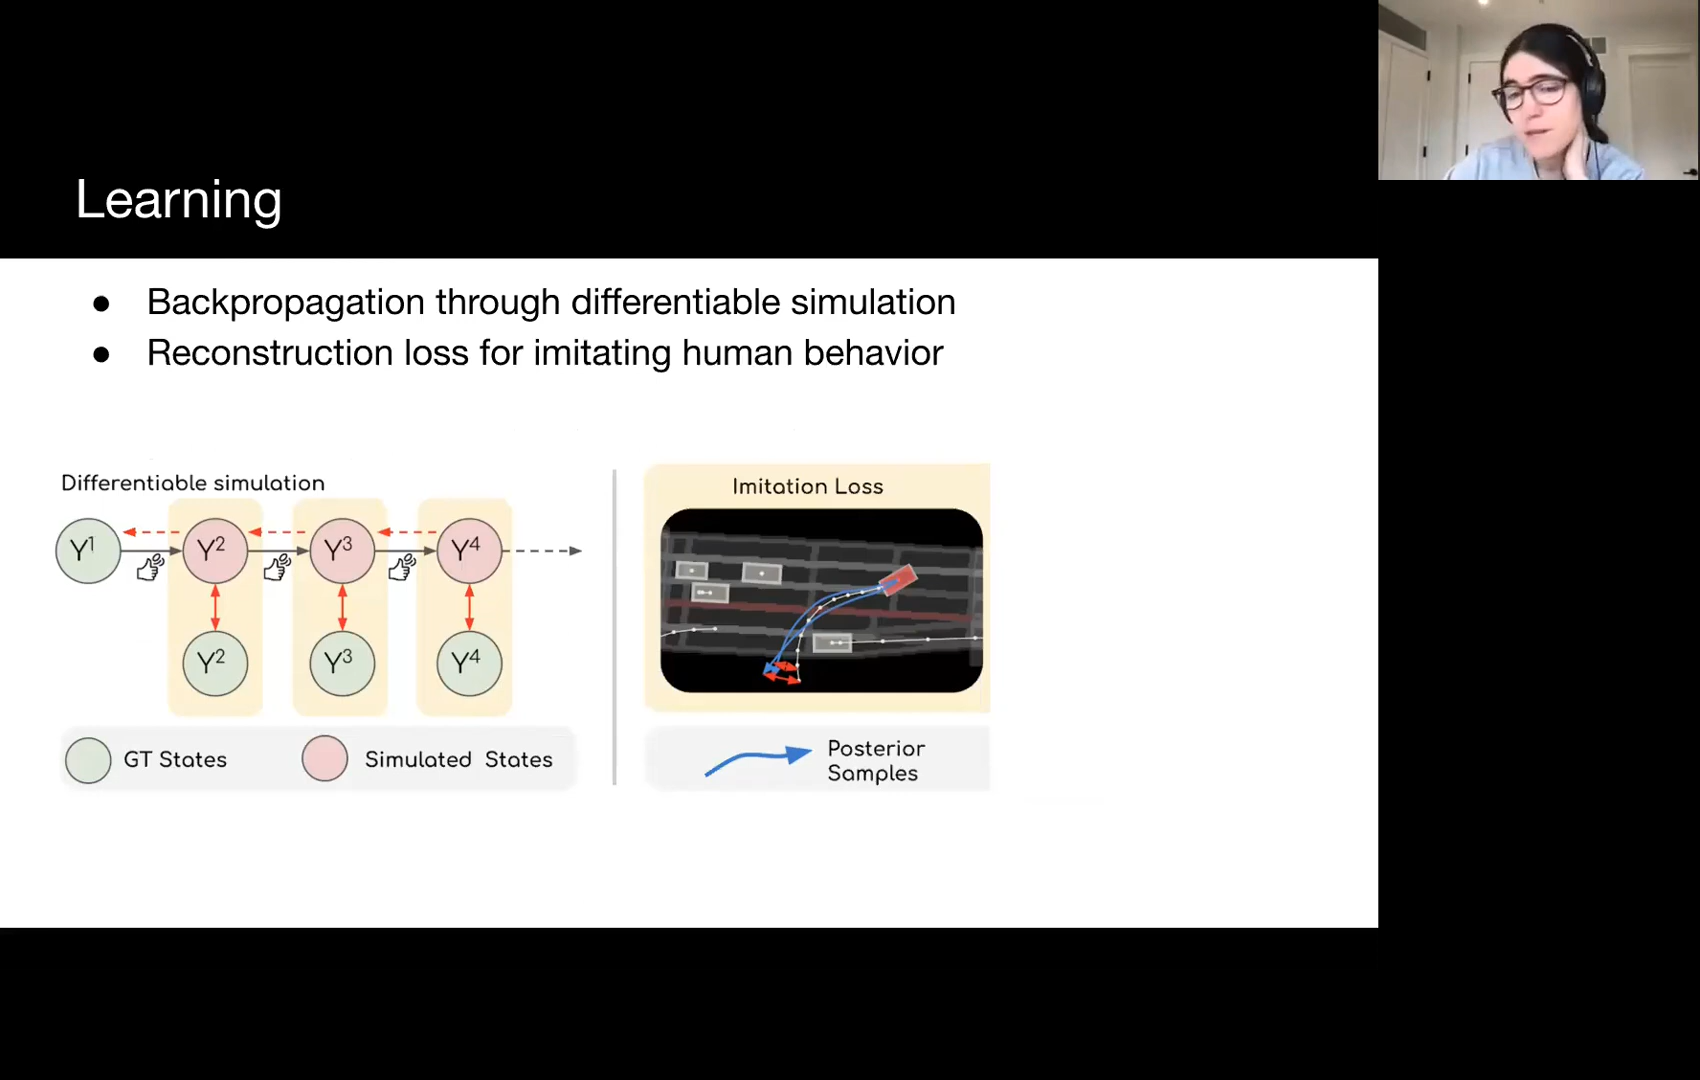 Learning
● Backpropagation through differentiable simulation
● Reconstruction loss for imitating human behavior
Differentiable simulation
Y1 Y2 Y3 Y4
Y2 Y3 Y4
GT States
Simulated States
Imitation Loss
Posterior
Samples